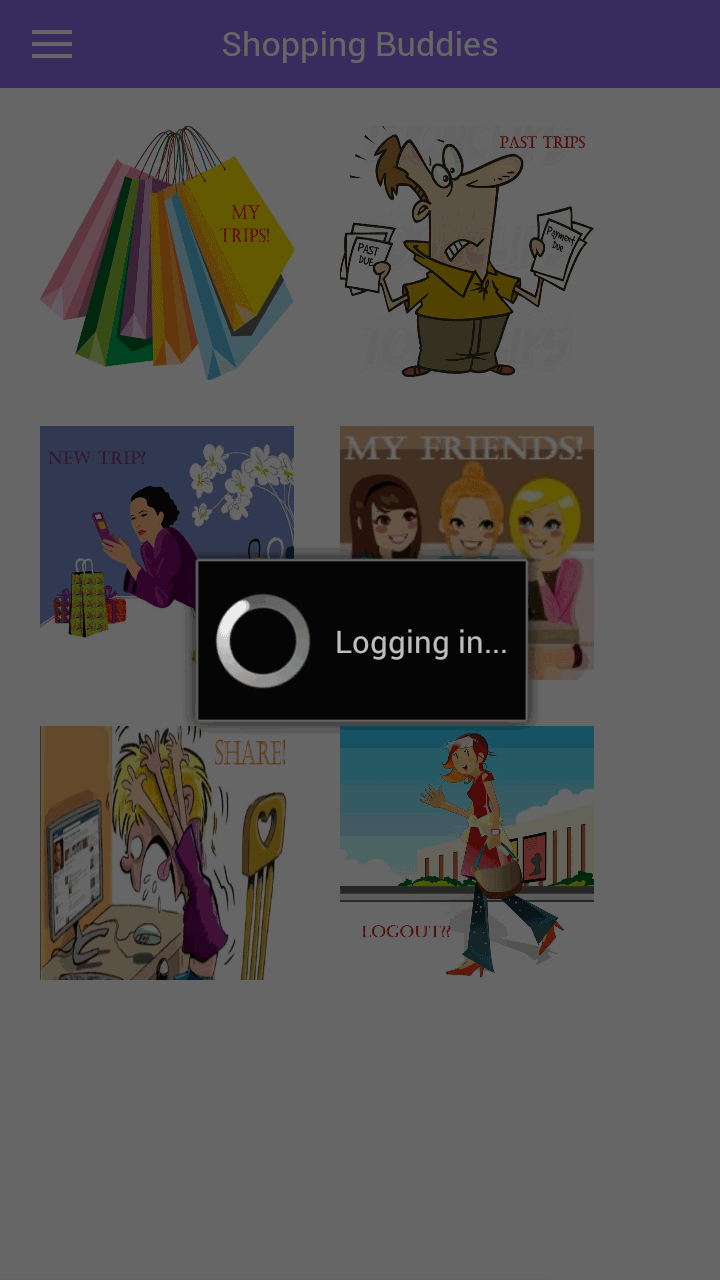 Shopping Buddies
MY
TRIPS!
PAST TRIPS
PAST
DUE
Payment
Due
NEW TRIP?
MY FRIENDS!
Logging in...
SHARE!
LOGOUT??